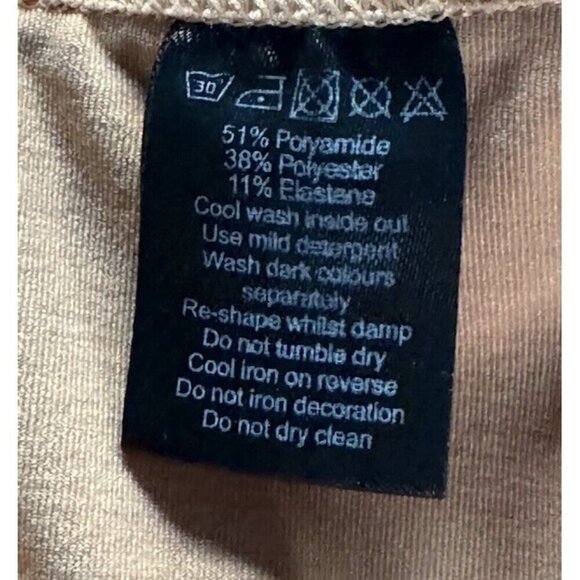 30
51% Polyamide
38% Polyester
11% Elastane
Cool wash inside out
Use mild detergent
Wash dark colours
separately
Re-shape whilst damp
Do not tumble dry
Cool iron on reverse
Do not iron decoration
Do not dry clean